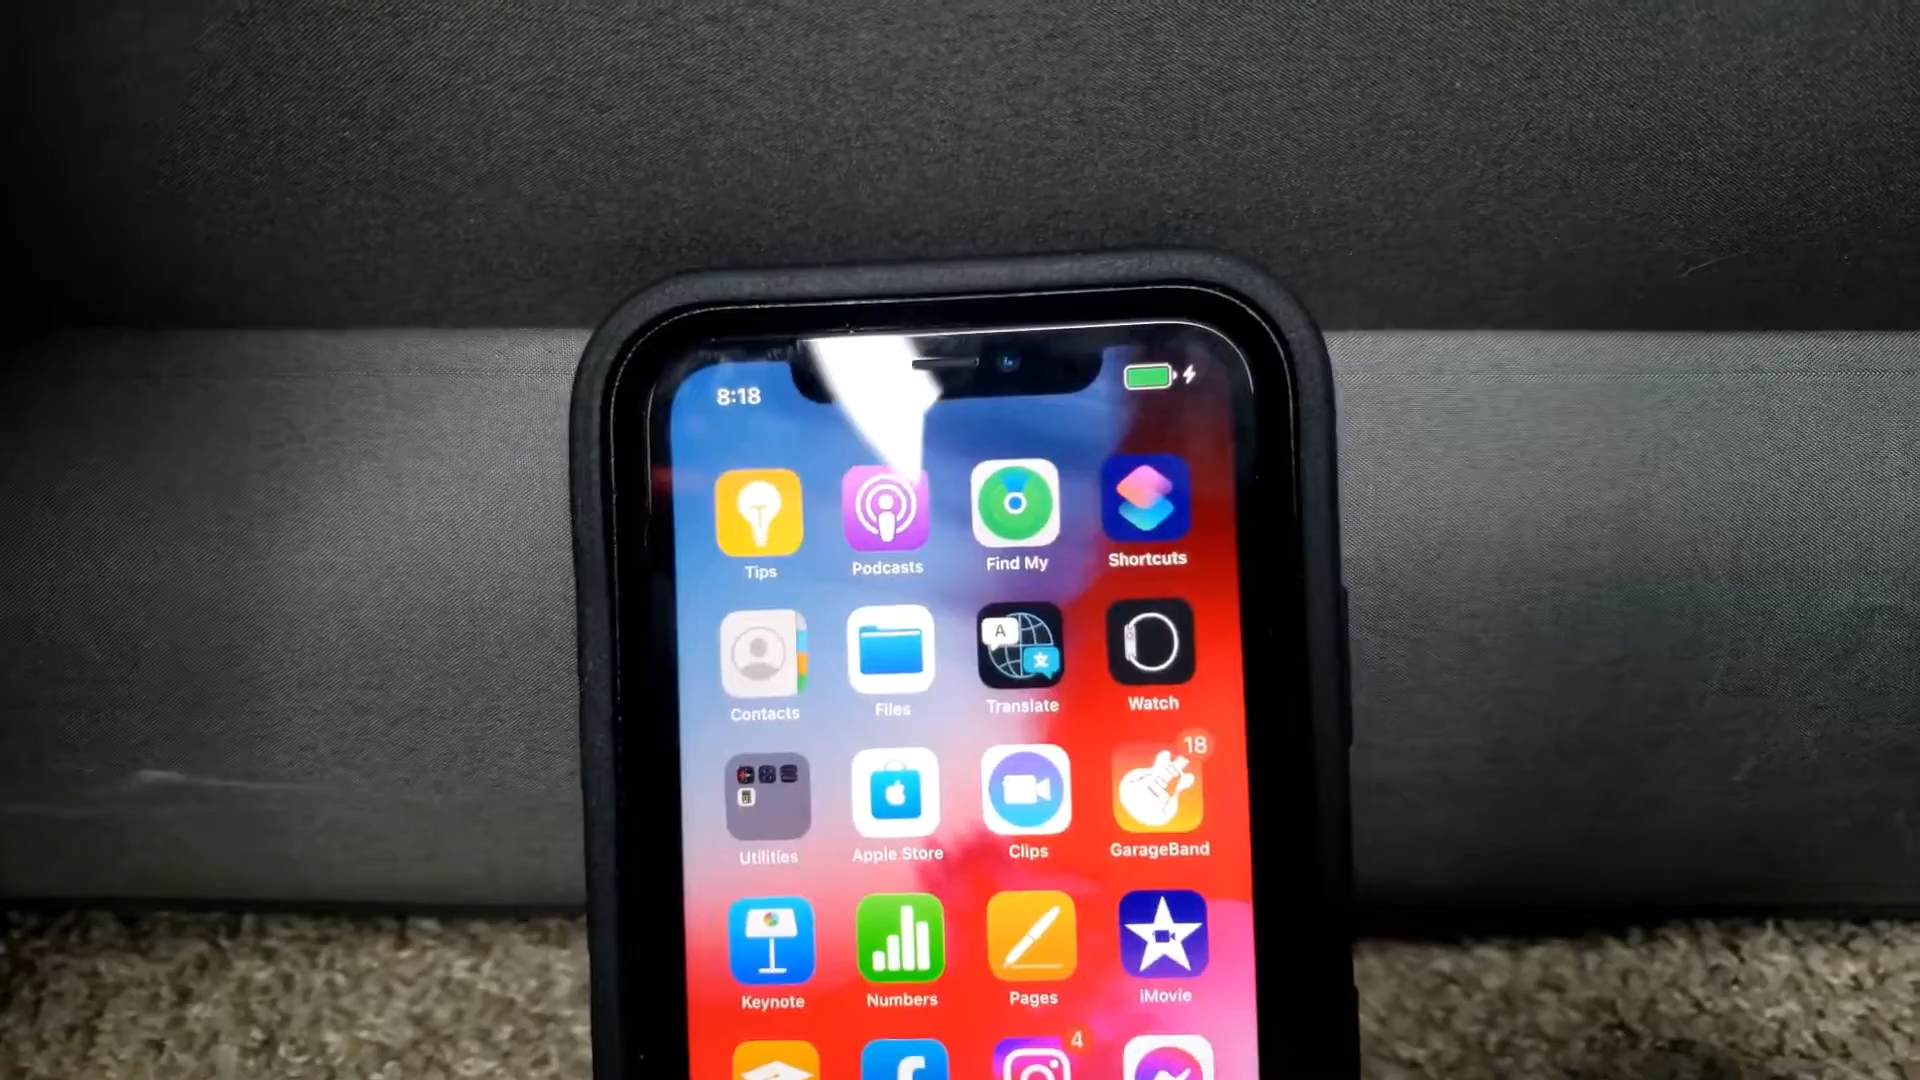 8:18
Tips Podcasts Find My Shortcuts
A 文
Contacts Files Translate Watch
18
Utilities Apple Store Clips GarageBand
Keynote Numbers Pages iMovie
4